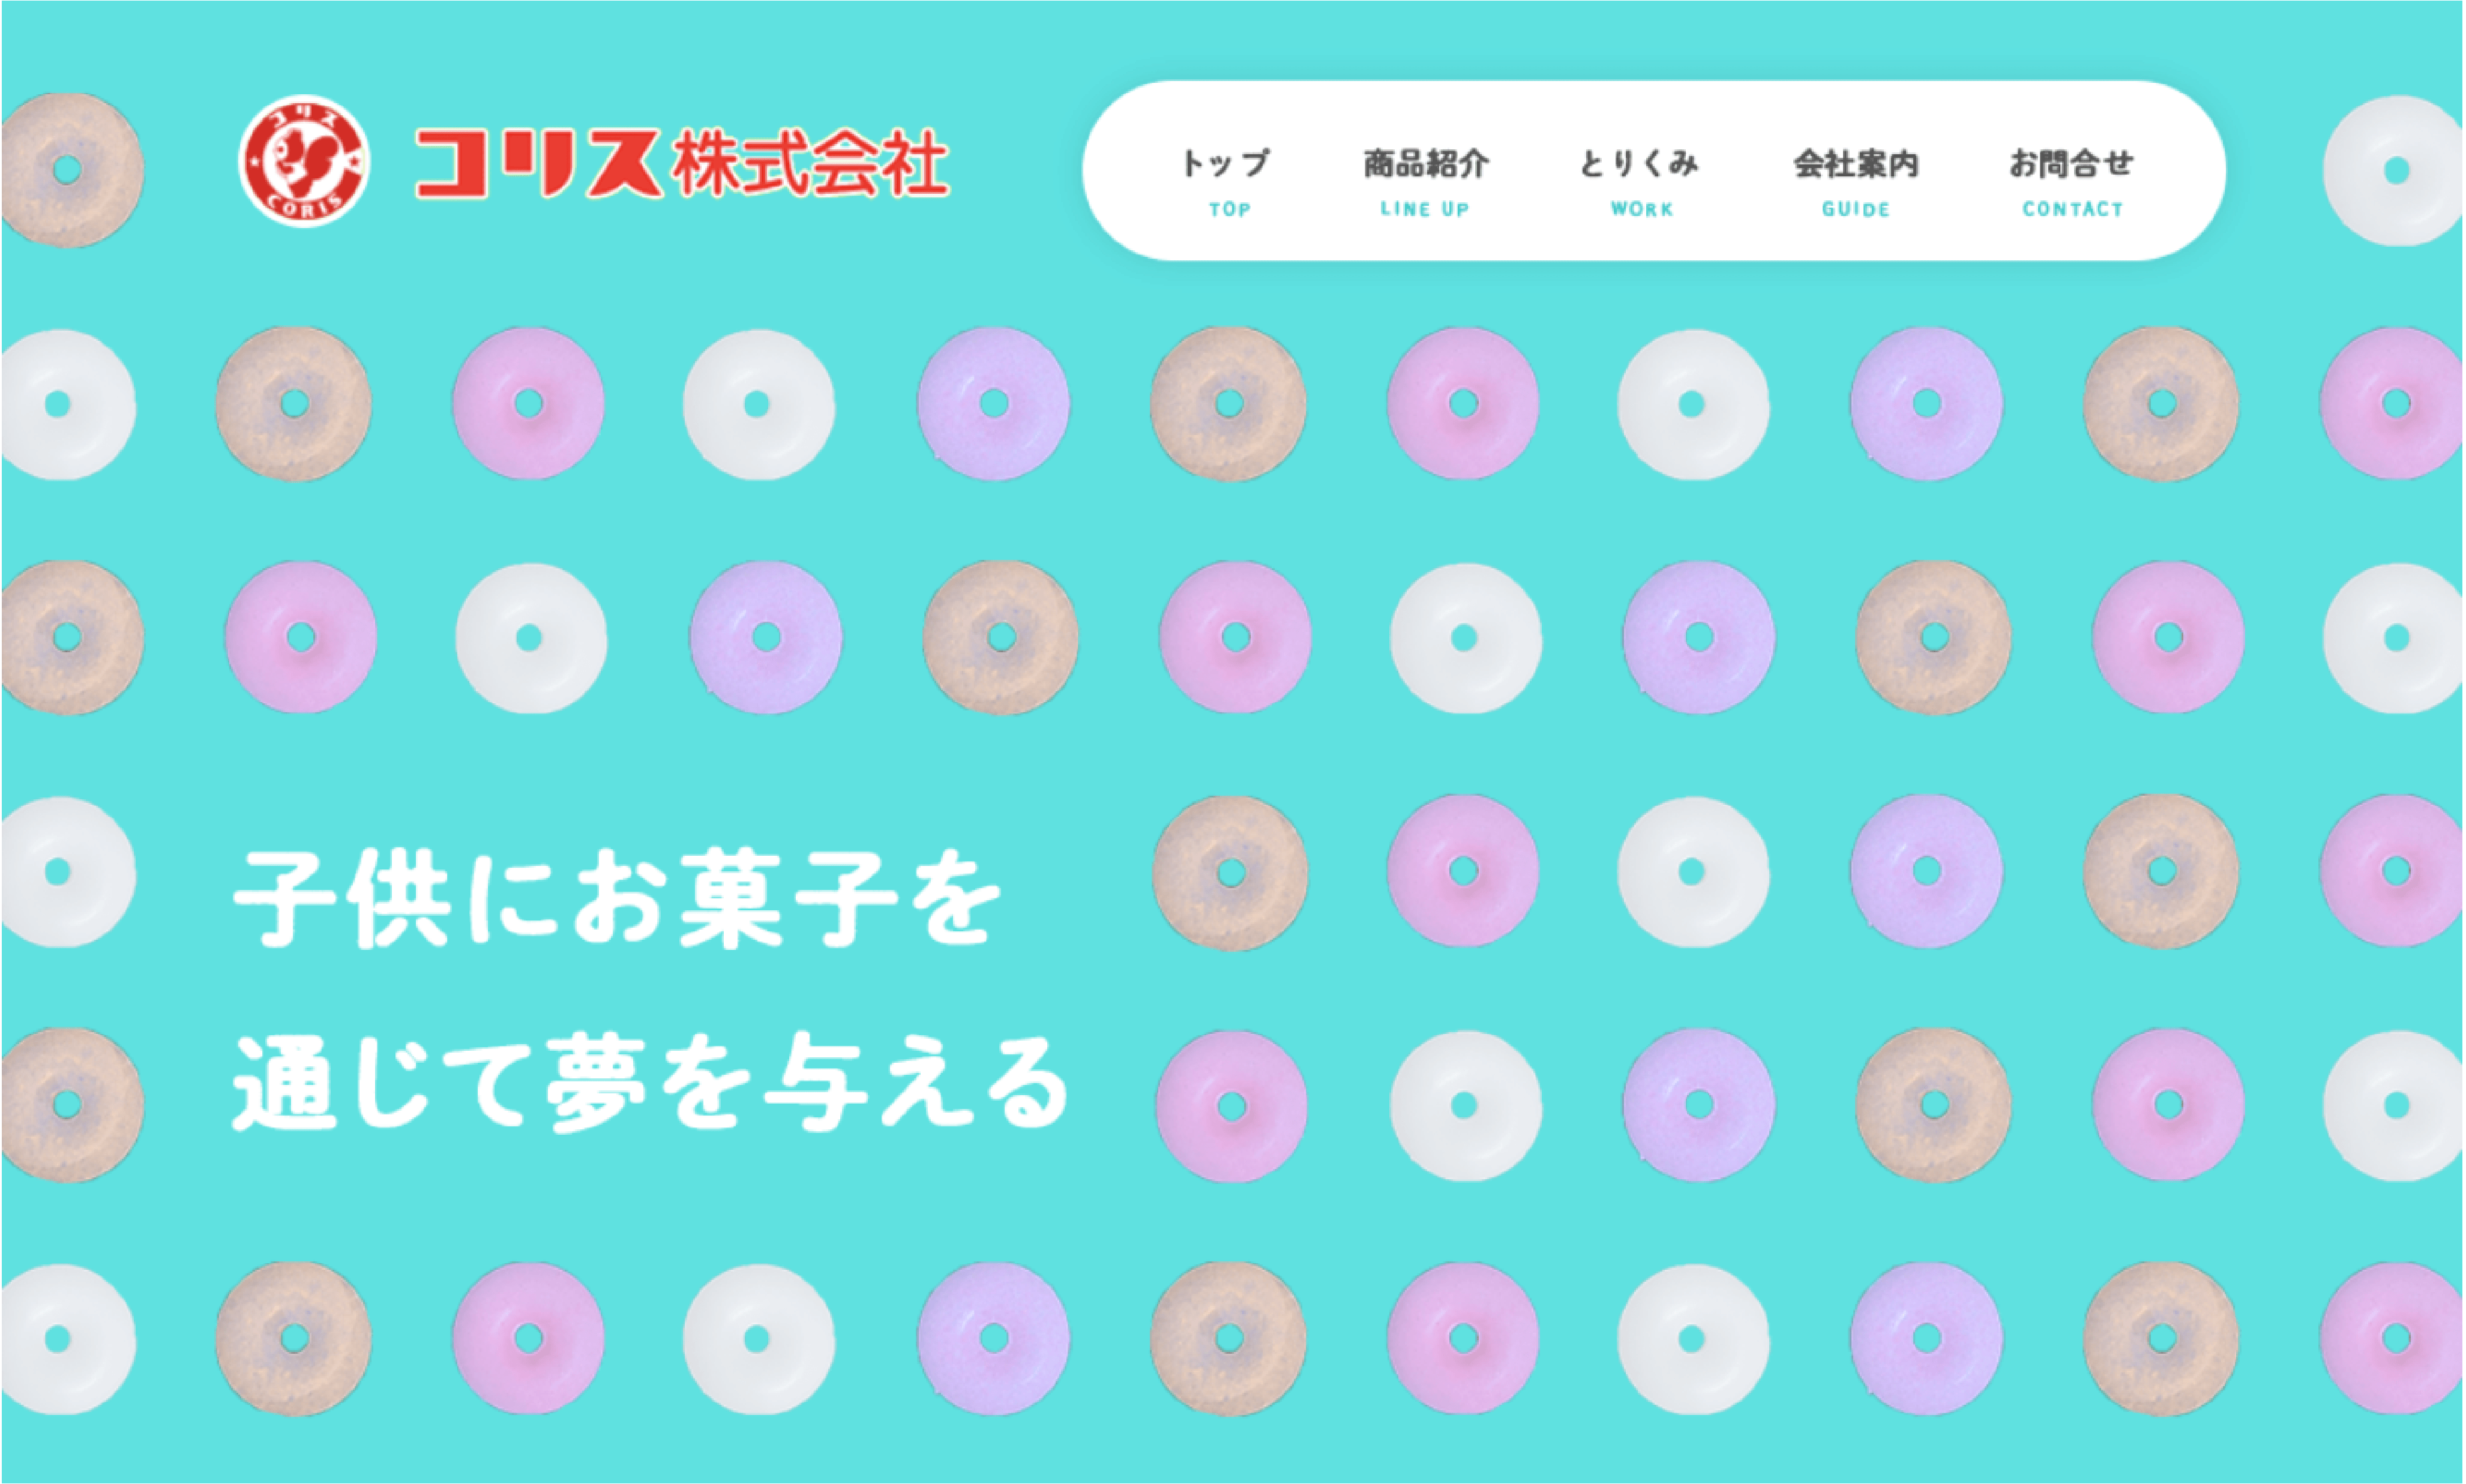 コリス
CORIS
コリス株式会社
トップ 商品紹介 とりくみ 会社案内 お問合せ
TOP LINE UP WORK GUIDE CONTACT
子供にお菓子を
通じて夢を与える